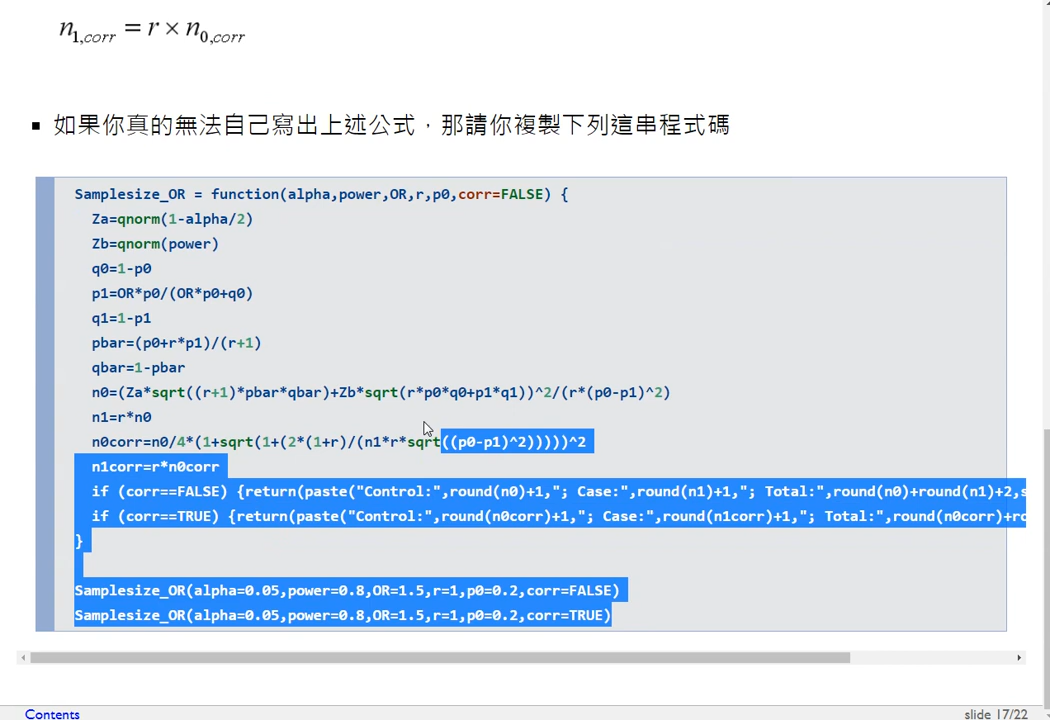 n1,corr = r × n0,corr
▪ 如果你真的無法自己寫出上述公式，那請你複製下列這串程式碼
Samplesize_OR = function(alpha,power,OR,r,p0,corr=FALSE) {
Za=qnorm(1-alpha/2)
Zb=qnorm(power)
q0=1-p0
p1=OR*p0/(OR*p0+q0)
q1=1-p1
pbar=(p0+r*p1)/(r+1)
qbar=1-pbar
n0=(Za*sqrt((r+1)*pbar*qbar)+Zb*sqrt(r*p0*q0+p1*q1))^2/(r*(p0-p1)^2)
n1=r*n0
n0corr=n0/4*(1+sqrt(1+(2*(1+r)/(n1*r*sqrt((p0-p1)^2)))))^2
n1corr=r*n0corr
if (corr==FALSE) {return(paste("Control:",round(n0)+1,"; Case:",round(n1)+1,"; Total:",round(n0)+round(n1)+2,s
if (corr==TRUE) {return(paste("Control:",round(n0corr)+1,"; Case:",round(n1corr)+1,"; Total:",round(n0corr)+ro
}
Samplesize_OR(alpha=0.05,power=0.8,OR=1.5,r=1,p0=0.2,corr=FALSE)
Samplesize_OR(alpha=0.05,power=0.8,OR=1.5,r=1,p0=0.2,corr=TRUE)
Contents
slide 17/22